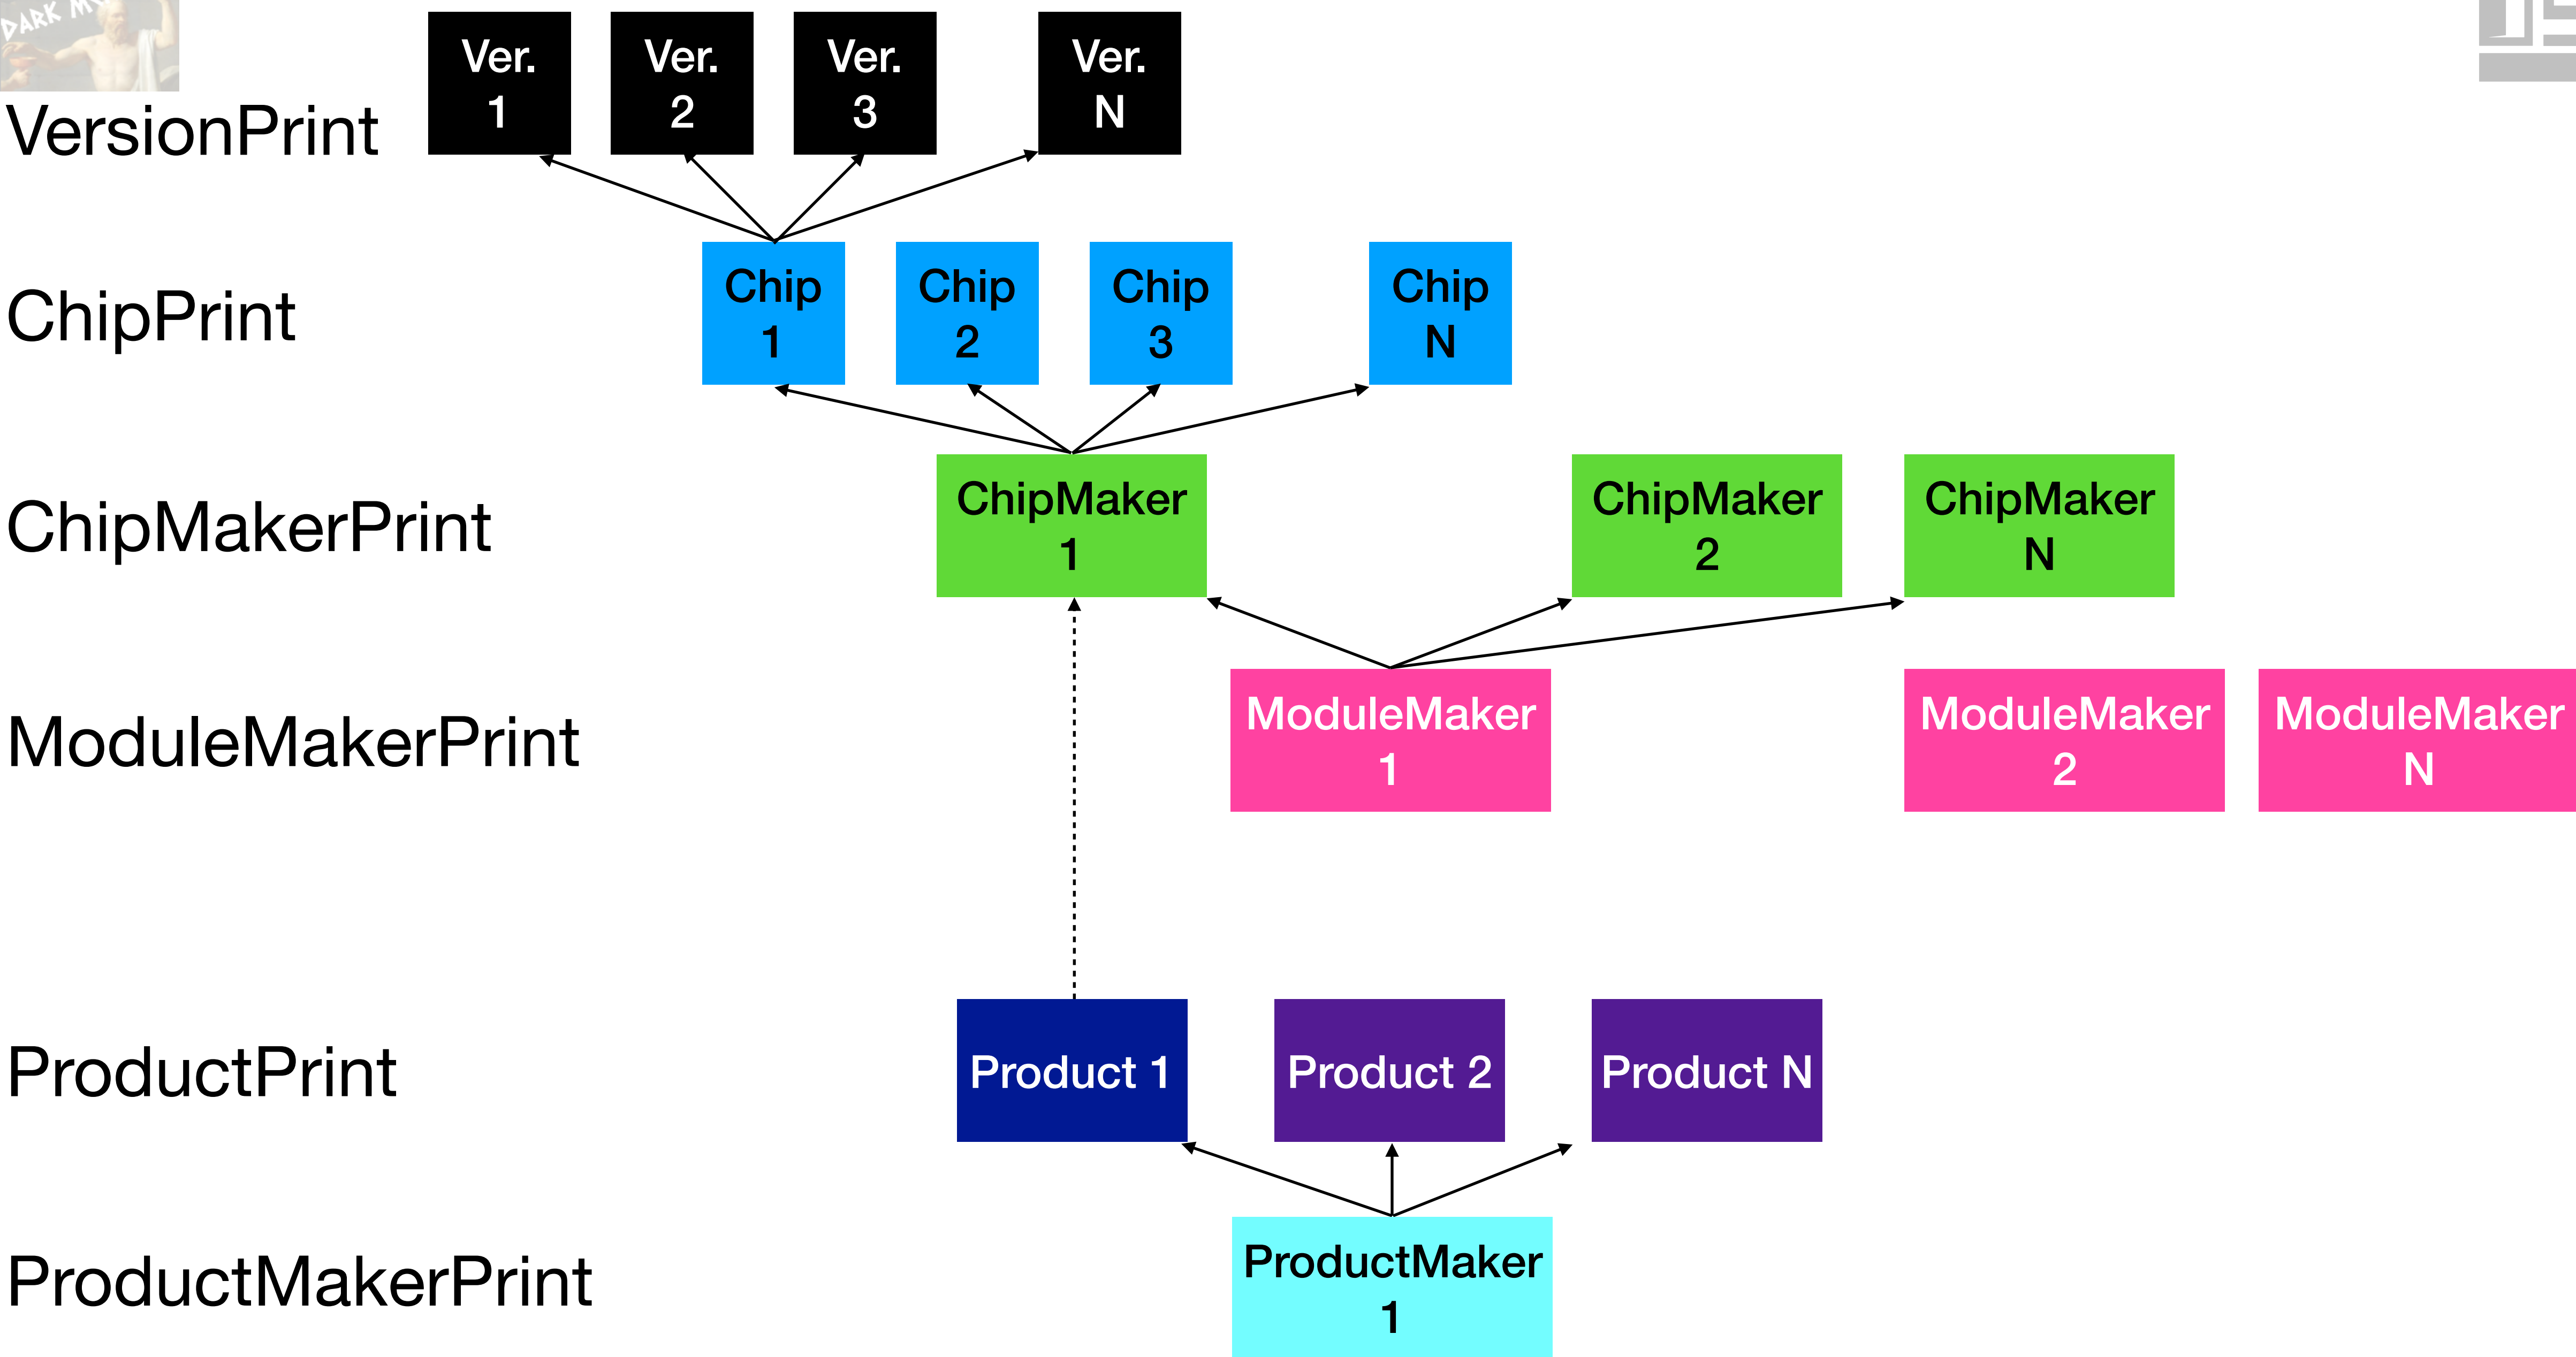 DARK
Ver.
1
Ver.
2
Ver.
3
Ver.
N
VersionPrint
Chip
1
Chip
2
Chip
3
Chip
N
ChipPrint
ChipMaker
1
ChipMaker
2
ChipMaker
N
ChipMakerPrint
ModuleMaker
1
ModuleMaker
2
ModuleMaker
N
ModuleMakerPrint
Product 1
Product 2
Product N
ProductPrint
ProductMaker
1
ProductMakerPrint